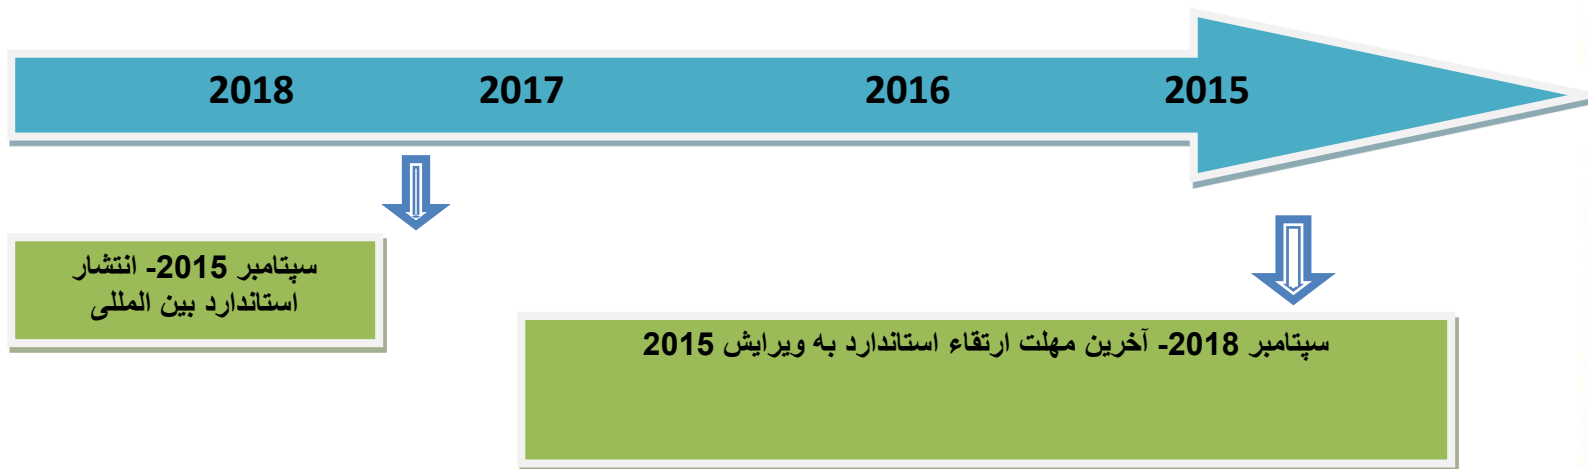 2018 2017 2016 2015
سپتامبر 2015- انتشار
استاندارد بین المللی
سپتامبر 2018- آخرین مهلت ارتقاء استاندارد به ویرایش 2015